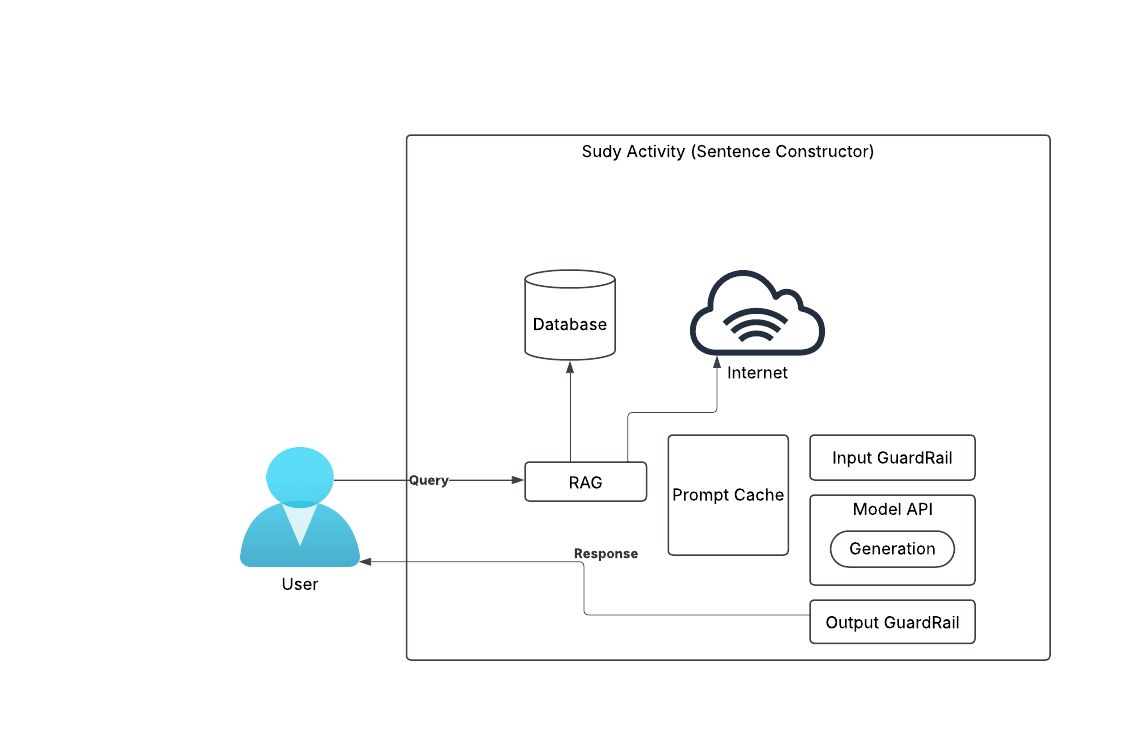 Sudy Activity (Sentence Constructor)
Database
Internet
Query
RAG
Prompt Cache
Input GuardRail
Model API
Generation
Response
User
Output GuardRail